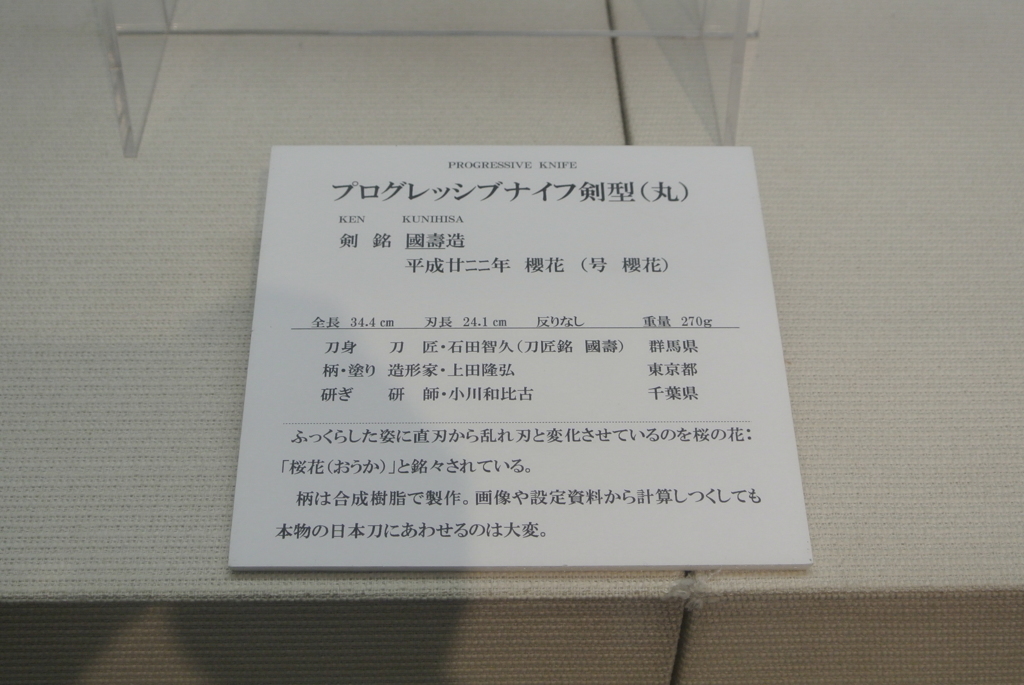 PROGRESSIVE KNIFE
プログレッシブナイフ剣型（丸）
KEN KUNIHISA
剣 銘 國壽造
平成廿二二年 櫻花 （号 櫻花）
全長 34.4㎝ 刃長 24.1㎝ 反りなし 重量 270g
刀身 刀 匠・石田智久（刀匠銘 國壽） 群馬県
柄・塗り 造形家・上田隆弘 東京都
研ぎ 研 師・小川和比古 千葉県
ふっくらした姿に直刃から乱れ刃と変化させているのを桜の花：
「桜花（おうか）」と銘々されている。
柄は合成樹脂で製作。画像や設定資料から計算しつくしても
本物の日本刀にあわせるのは大変。